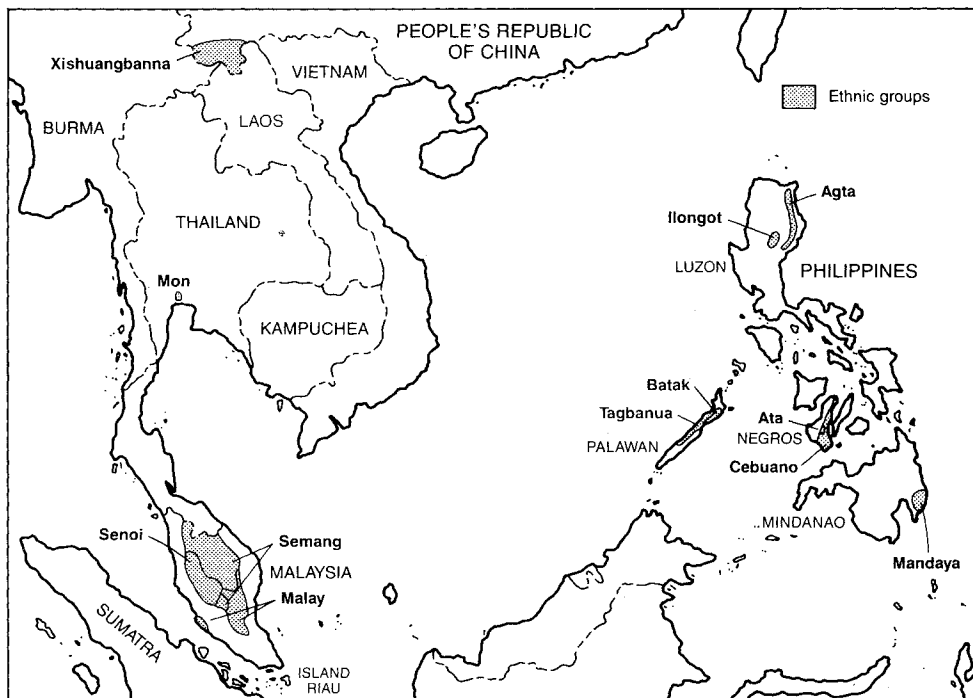 PEOPLE'S REPUBLIC
OF CHINA
Xishuangbanna
VIETNAM
Ethnic groups
BURMA
LAOS
Agta
Ilongot
THAILAND
LUZON
PHILIPPINES
Mon
KAMPUCHEA
Batak
Tagbanua
Ata
PALAWAN
NEGROS
Cebuano
MINDANAO
Senoi
Semang
MALAYSIA
Mandaya
Malay
SUMATRA
ISLAND
RIAU